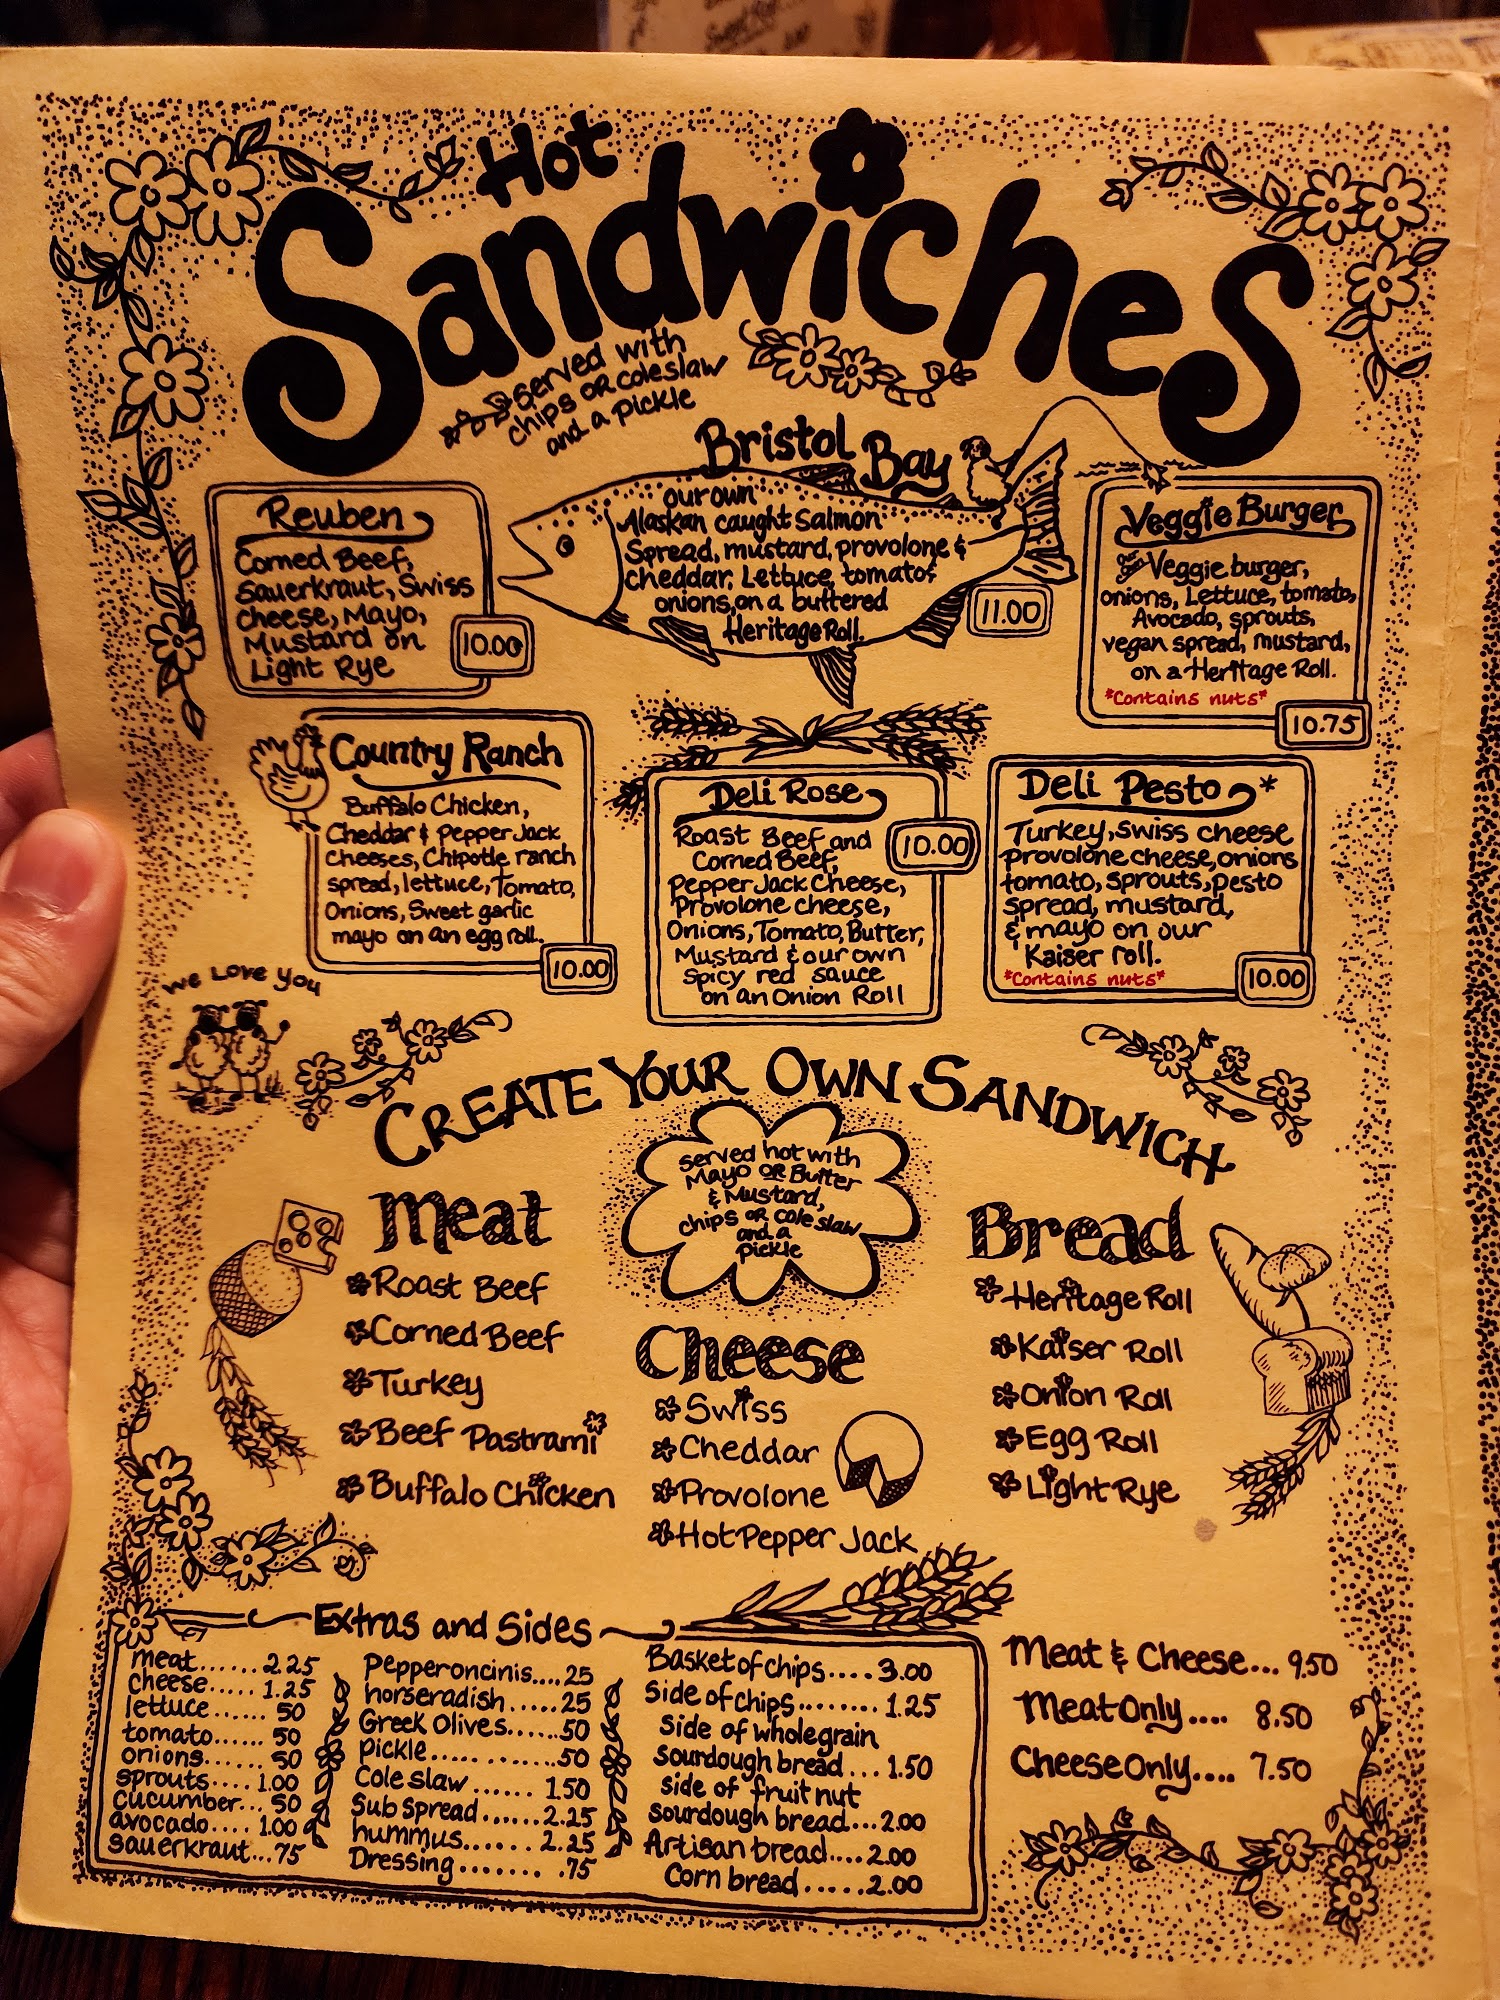 Hot
Sandwiches
served with
chips or coleslaw
and a pickle
Bristol Bay
our own
Alaskan caught Salmon
Spread, mustard, provolone &
cheddar, Lettuce, tomato,
onions, on a buttered
Heritage Roll.
11.00
Reuben
Corned Beef,
Sauerkraut, Swiss
cheese, Mayo,
Mustard on
Light Rye
10.00
Veggie Burger
our own Veggie burger,
onions, Lettuce, tomato,
Avocado, sprouts,
vegan spread, mustard,
on a Heritage Roll.
*Contains nuts*
10.75
Country Ranch
Buffalo Chicken,
Cheddar & Pepper Jack
cheeses, Chipotle ranch
spread, lettuce, Tomato,
Onions, Sweet garlic
mayo on an egg roll.
10.00
Deli Rose
Roast Beef and
Corned Beef,
Pepper Jack Cheese,
Provolone cheese,
Onions, Tomato, Butter,
Mustard & our own
spicy red sauce
on an Onion Roll
10.00
Deli Pesto *
Turkey, swiss cheese
provolone cheese, onions
tomato, sprouts, pesto
spread, mustard,
& mayo on our
Kaiser roll.
*Contains nuts*
10.00
We Love You
Create Your Own Sandwich
served hot with
Mayo or Butter
& Mustard,
chips or cole slaw
and a
pickle
Meat
Roast Beef
Corned Beef
Turkey
Beef Pastrami
Buffalo Chicken
Cheese
Swiss
Cheddar
Provolone
Hot Pepper Jack
Bread
Heritage Roll
Kaiser Roll
Onion Roll
Egg Roll
Light Rye
Extras and Sides
meat...... 2.25
cheese..... 1.25
lettuce...... 50
tomato...... 50
onions..... 50
sprouts.... 1.00
cucumber... 50
avocado.... 1.00
sauerkraut...75
Pepperoncinis....25
horseradish.....25
Greek Olives.....50
pickle...........50
Cole slaw...... 1.50
Sub spread......2.25
hummus...... 2.25
Dressing....... .75
Basket of chips.... 3.00
Side of chips........ 1.25
Side of wholegrain
sourdough bread... 1.50
side of fruit nut
sourdough bread...2.00
Artisan bread....2.00
Corn bread.....2.00
Meat & Cheese... 9.50
Meat Only.... 8.50
Cheese Only.... 7.50